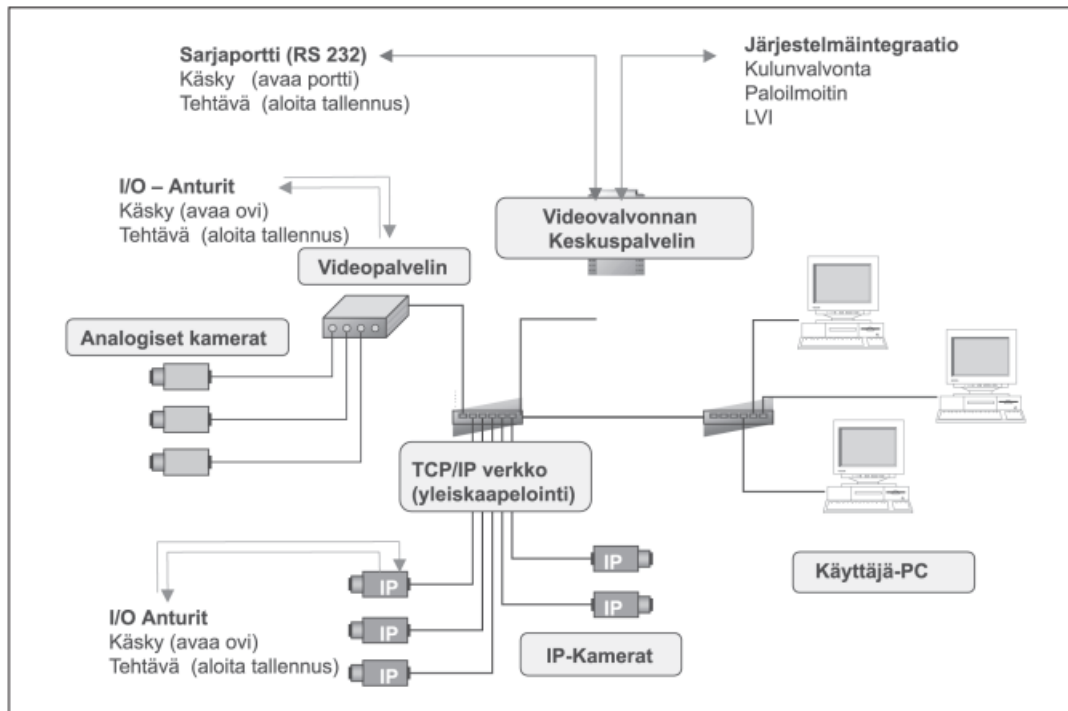 Sarjaportti (RS 232)
Käsky (avaa portti)
Tehtävä (aloita tallennus)
Järjestelmäintegraatio
Kulunvalvonta
Paloilmoitin
LVI
I/O – Anturit
Käsky (avaa ovi)
Tehtävä (aloita tallennus)
Videovalvonnan
Keskuspalvelin
Videopalvelin
Analogiset kamerat
TCP/IP verkko
(yleiskaapelointi)
IP
IP
IP
IP
IP
Käyttäjä-PC
I/O Anturit
Käsky (avaa ovi)
Tehtävä (aloita tallennus)
IP-Kamerat